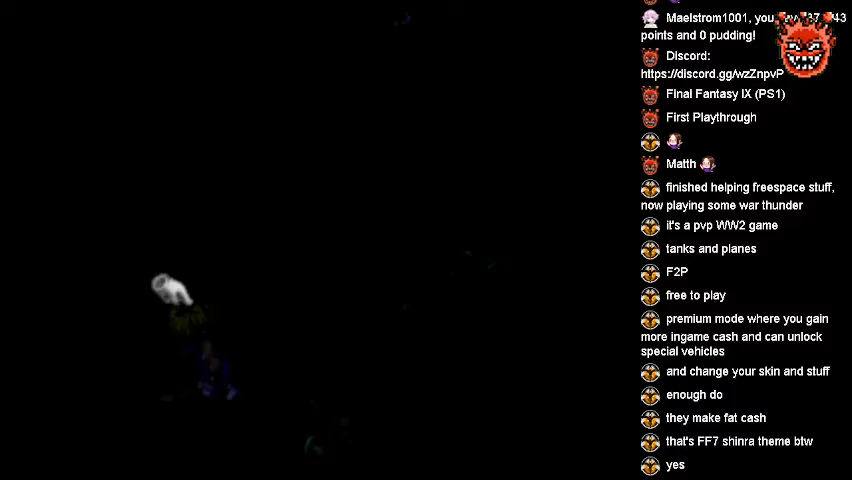 Maelstrom1001, you
points and 0 pudding!
Discord:
https://discord.gg/wzZnpvP
Final Fantasy IX (PS1)
First Playthrough
Matth
finished helping freespace stuff,
now playing some war thunder
it's a pvp WW2 game
tanks and planes
F2P
free to play
premium mode where you gain
more ingame cash and can unlock
special vehicles
and change your skin and stuff
enough do
they make fat cash
that's FF7 shinra theme btw
yes